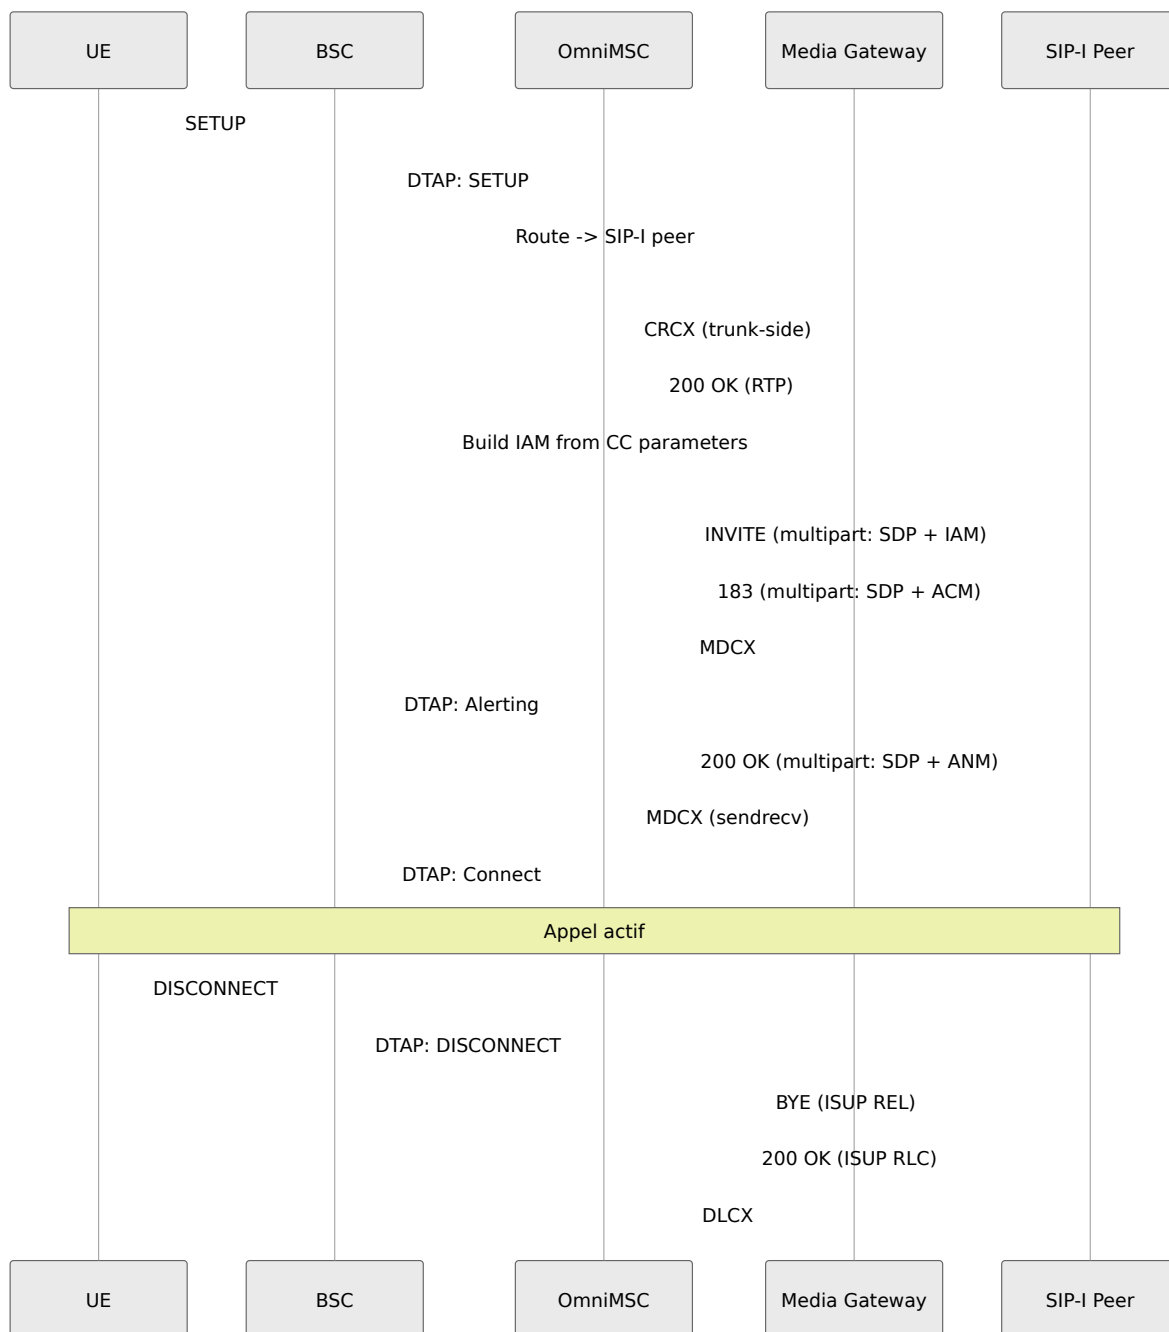 UE
BSC
OmniMSC
Media Gateway
SIP-I Peer
SETUP
DTAP: SETUP
Route -> SIP-I peer
CRCX (trunk-side)
200 OK (RTP)
Build IAM from CC parameters
INVITE (multipart: SDP + IAM)
183 (multipart: SDP + ACM)
MDCX
DTAP: Alerting
200 OK (multipart: SDP + ANM)
MDCX (sendrecv)
DTAP: Connect
Appel actif
DISCONNECT
DTAP: DISCONNECT
BYE (ISUP REL)
200 OK (ISUP RLC)
DLCX
UE
BSC
OmniMSC
Media Gateway
SIP-I Peer